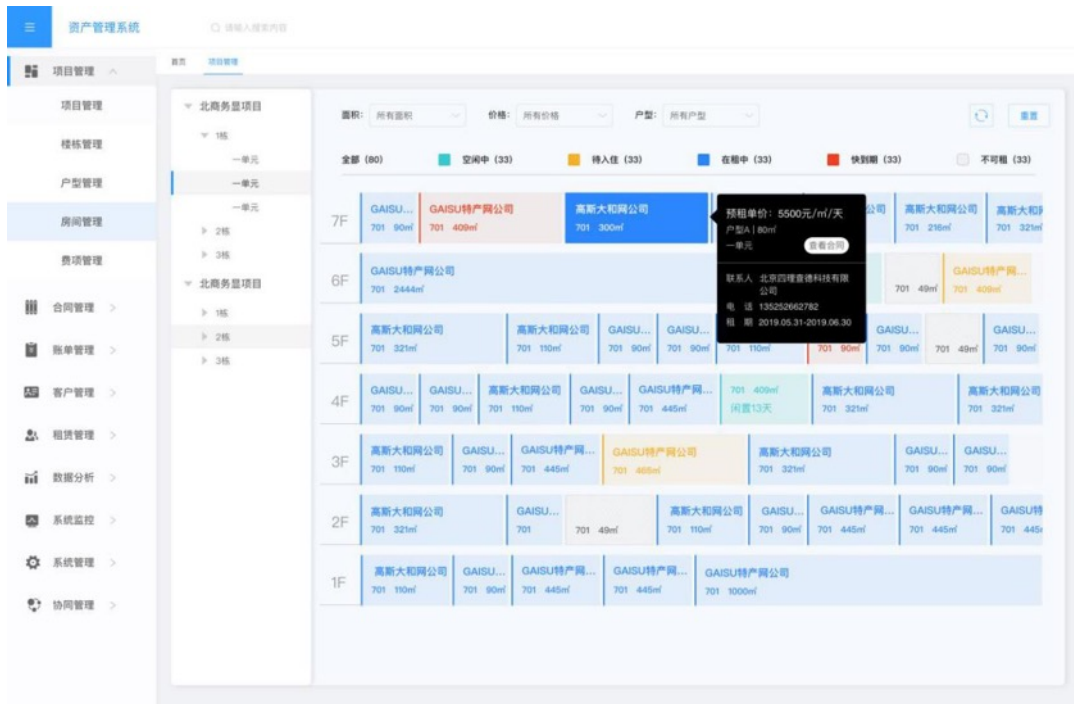 资产管理系统
请输入搜索内容
首页 项目管理
项目管理
项目管理
楼栋管理
户型管理
房间管理
费项管理
合同管理
账单管理
客户管理
租赁管理
数据分析
系统监控
系统管理
协同管理
北商务显项目
1栋
一单元
一单元
一单元
2栋
3栋
北商务显项目
1栋
2栋
3栋
面积: 所有面积 价格: 所有价格 户型: 所有户型 重置
全部 (80) 空闲中 (33) 待入住 (33) 在租中 (33) 快到期 (33) 不可租 (33)
7F
GAISU... GAISU特产网公司 高斯大和网公司 公司 高斯大和网公司 高斯大和网
701 90㎡ 701 409㎡ 701 300㎡ 701 216㎡ 701 321㎡
预租单价: 5500元/㎡/天
户型A | 80㎡
一单元 查看合同
联系人 北京四理查德科技有限
公司
电 话 135252662782
租 期 2019.05.31-2019.06.30
6F
GAISU特产网公司 GAISU特产网...
701 2444㎡ 701 49㎡ 701 409㎡
5F
高斯大和网公司 高斯大和网公司 GAISU... GAISU... GAISU... GAISU...
701 321㎡ 701 110㎡ 701 90㎡ 701 90㎡ 701 110㎡ 701 90㎡ 701 90㎡ 701 49㎡ 701 90㎡
4F
GAISU... GAISU... 高斯大和网公司 GAISU... GAISU特产网... 701 409㎡ 高斯大和网公司 高斯大和网公司
701 90㎡ 701 90㎡ 701 110㎡ 701 90㎡ 701 445㎡ 闲置13天 701 321㎡ 701 321㎡
3F
高斯大和网公司 GAISU... GAISU特产网... GAISU特产网公司 高斯大和网公司 GAISU... GAISU...
701 110㎡ 701 90㎡ 701 445㎡ 701 465㎡ 701 321㎡ 701 90㎡ 701 90㎡
2F
高斯大和网公司 GAISU... 高斯大和网公司 GAISU... GAISU特产网... GAISU特产网... GAISU特
701 321㎡ 701 701 49㎡ 701 110㎡ 701 90㎡ 701 445㎡ 701 445㎡ 701 445
1F
高斯大和网公司 GAISU... GAISU特产网... GAISU特产网... GAISU特产网公司
701 110㎡ 701 90㎡ 701 445㎡ 701 445㎡ 701 1000㎡